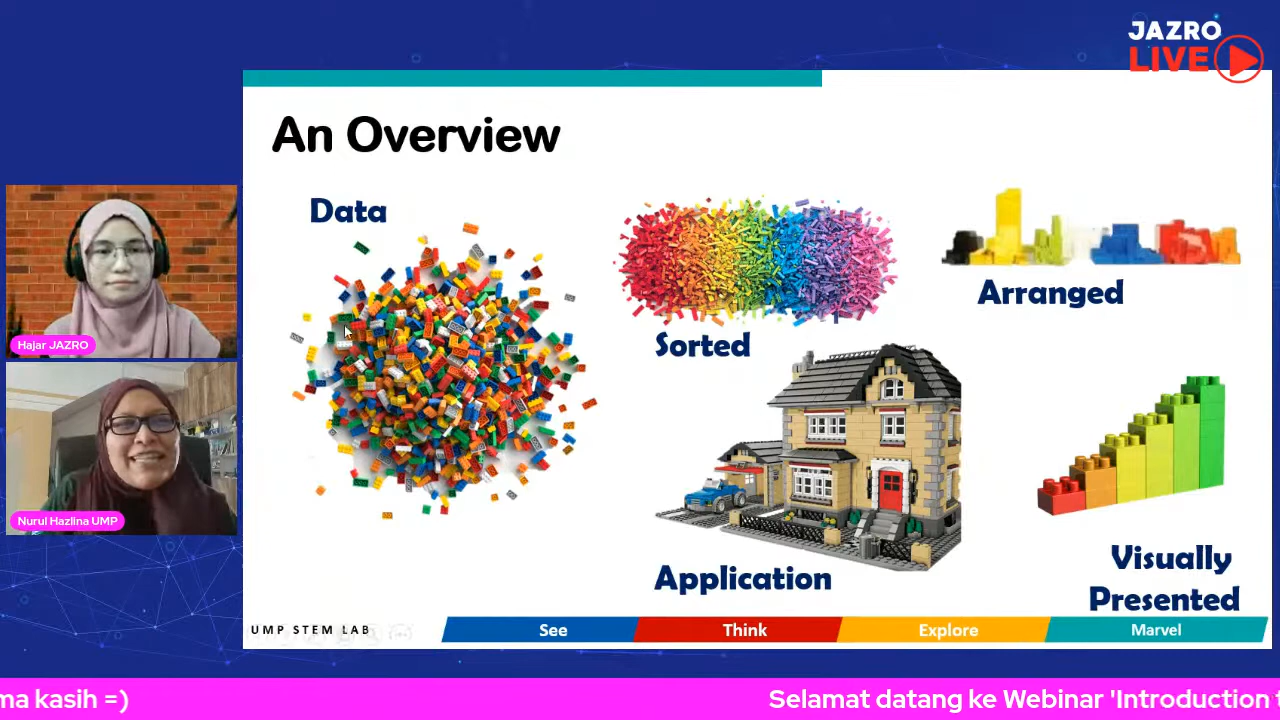 JAZRO
LIVE
An Overview
Data
Sorted
Arranged
Application
Visually
Presented
Hajar JAZRO
Nurul Hazlina UMP
UMP STEM LAB
See
Think
Explore
Marvel
ma kasih =)
Selamat datang ke Webinar 'Introduction t